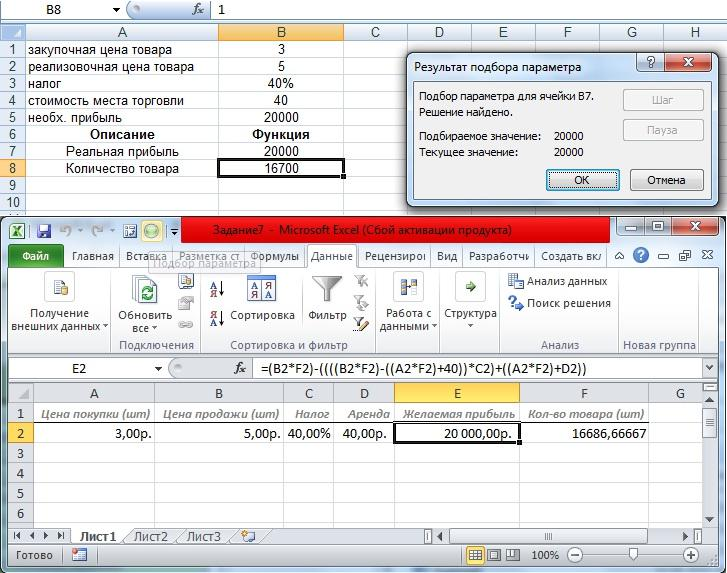 B8 fx 1
A B C D E F G H
1 закупочная цена товара 3
2 реализовочная цена товара 5
3 налог 40%
4 стоимость места торговли 40
5 необх. прибыль 20000
6 Описание Функция
7 Реальная прибыль 20000
8 Количество товара 16700
9
10
Результат подбора параметра
Подбор параметра для ячейки B7.
Решение найдено.
Подбираемое значение: 20000
Текущее значение: 20000
Шаг
Пауза
ОК Отмена
Задание7 - Microsoft Excel (Сбой активации продукта)
Файл Главная Вставка Разметка ст Формулы Данные Рецензирог Вид Разработчи Создать вкл
Подбор параметра
Получение внешних данных
Обновить все
Подключения
Сортировка
Фильтр
Сортировка и фильтр
Работа с данными
Структура
Анализ данных
Поиск решения
Анализ
Новая группа
E2 fx =(B2*F2)-((((B2*F2)-((A2*F2)+40))*C2)+((A2*F2)+D2))
A B C D E F G
1 Цена покупки (шт) Цена продажи (шт) Налог Аренда Желаемая прибыль Кол-во товара (шт)
2 3,00р. 5,00р. 40,00% 40,00р. 20 000,00р. 16686,66667
3
4
5
6
Лист1 Лист2 Лист3
Готово 100%